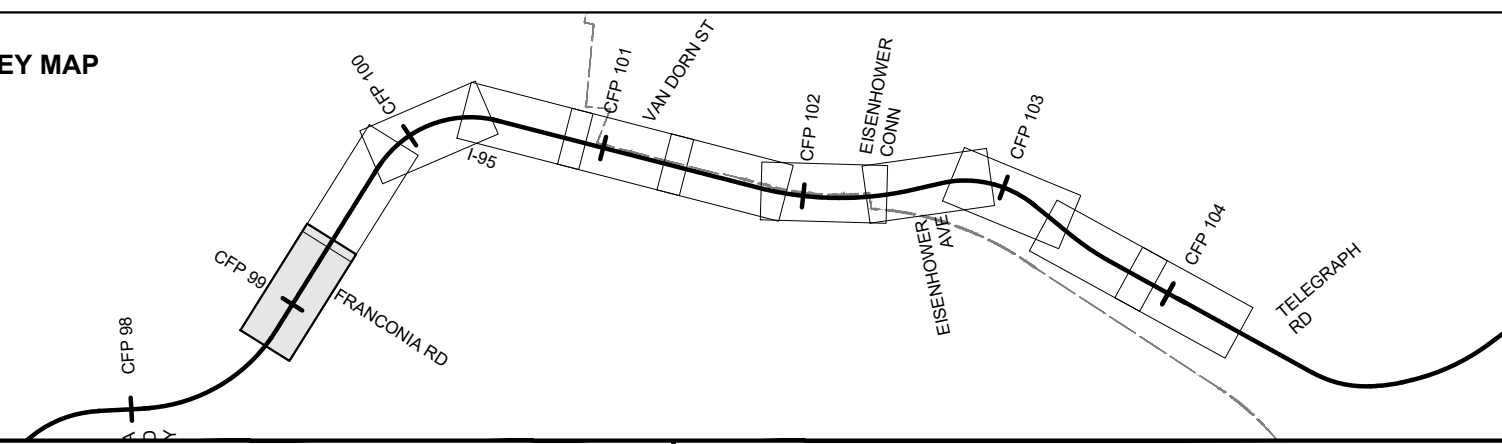 EY MAP
CFP 98
CFP 99
FRANCONIA RD
CFP 100
I-95
CFP 101
VAN DORN ST
CFP 102
EISENHOWER
CONN
EISENHOWER
AVE
CFP 103
CFP 104
TELEGRAPH
RD